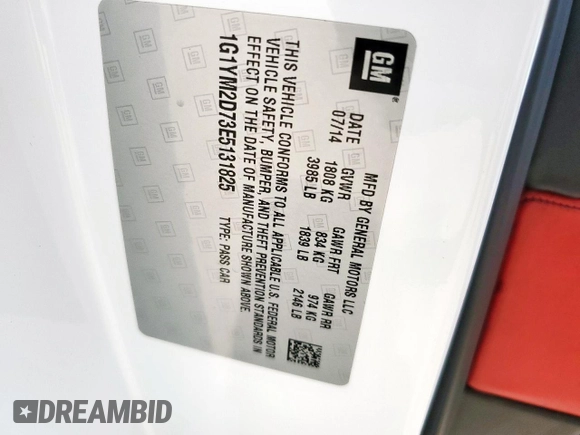 GM
®
MFD BY GENERAL MOTORS LLC
DATE GVWR GAWR FRT GAWR RR
07/14 1808 KG 834 KG 974 KG
3985 LB 1839 LB 2146 LB
THIS VEHICLE CONFORMS TO ALL APPLICABLE U.S. FEDERAL MOTOR
VEHICLE SAFETY, BUMPER, AND THEFT PREVENTION STANDARDS IN
EFFECT ON THE DATE OF MANUFACTURE SHOWN ABOVE.
1G1YM2D73E5131825 TYPE: PASS CAR
DREAMBID